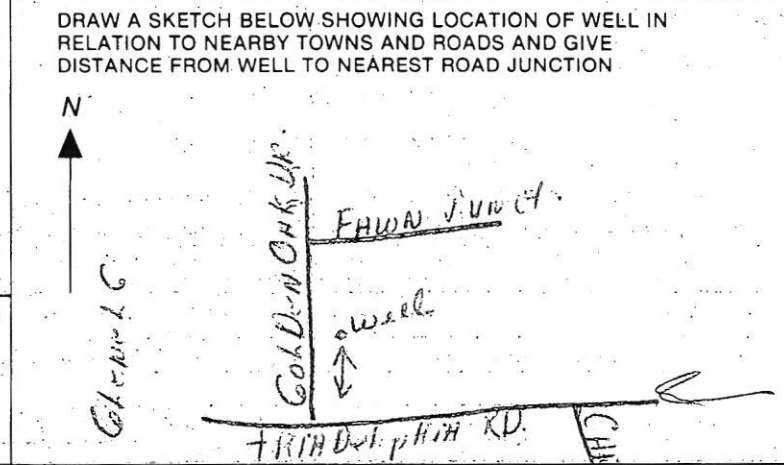 DRAW A SKETCH BELOW SHOWING LOCATION OF WELL IN
RELATION TO NEARBY TOWNS AND ROADS AND GIVE
DISTANCE FROM WELL TO NEAREST ROAD JUNCTION
N
GOLDEN OAK DR.
FAWN
Well
TRIADELPHIA RD.